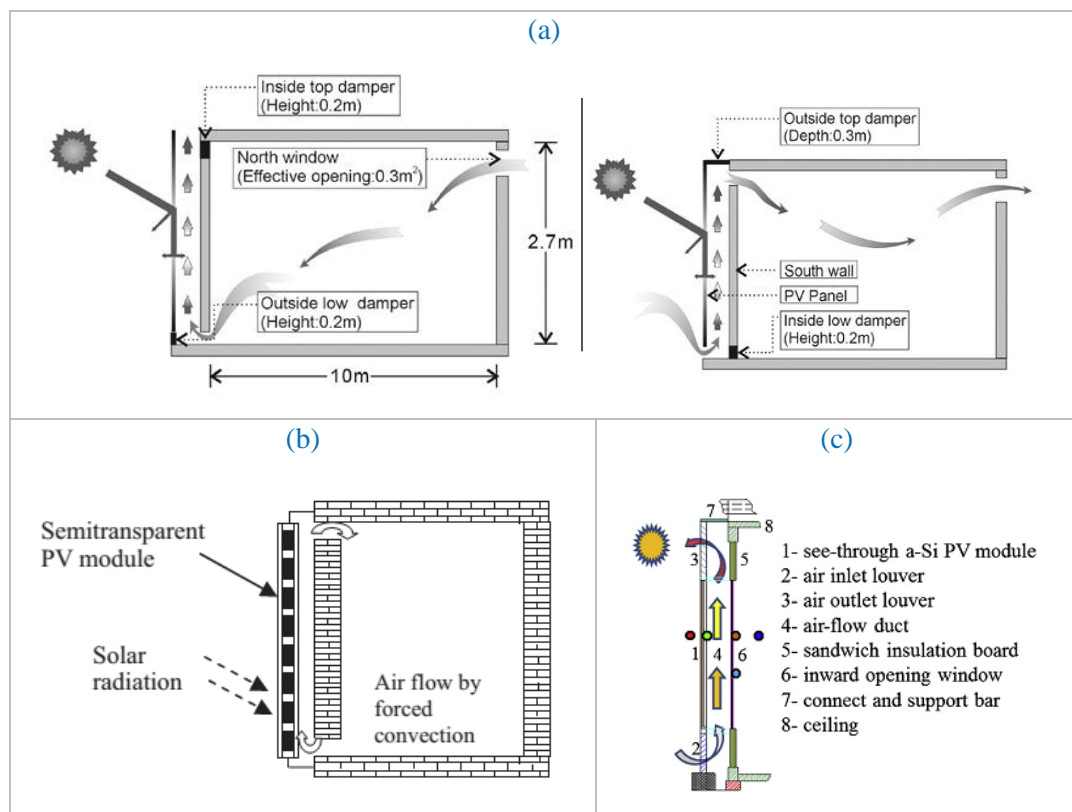 (a)
Inside top damper
(Height:0.2m)
North window
(Effective opening:0.3m²)
2.7m
Outside low damper
(Height:0.2m)
10m
Outside top damper
(Depth:0.3m)
South wall
PV Panel
Inside low damper
(Height:0.2m)
(b)
Semitransparent
PV module
Solar
radiation
Air flow by
forced
convection
(c)
7
8
3
5
1
4
6
2
1- see-through a-Si PV module
2- air inlet louver
3- air outlet louver
4- air-flow duct
5- sandwich insulation board
6- inward opening window
7- connect and support bar
8- ceiling